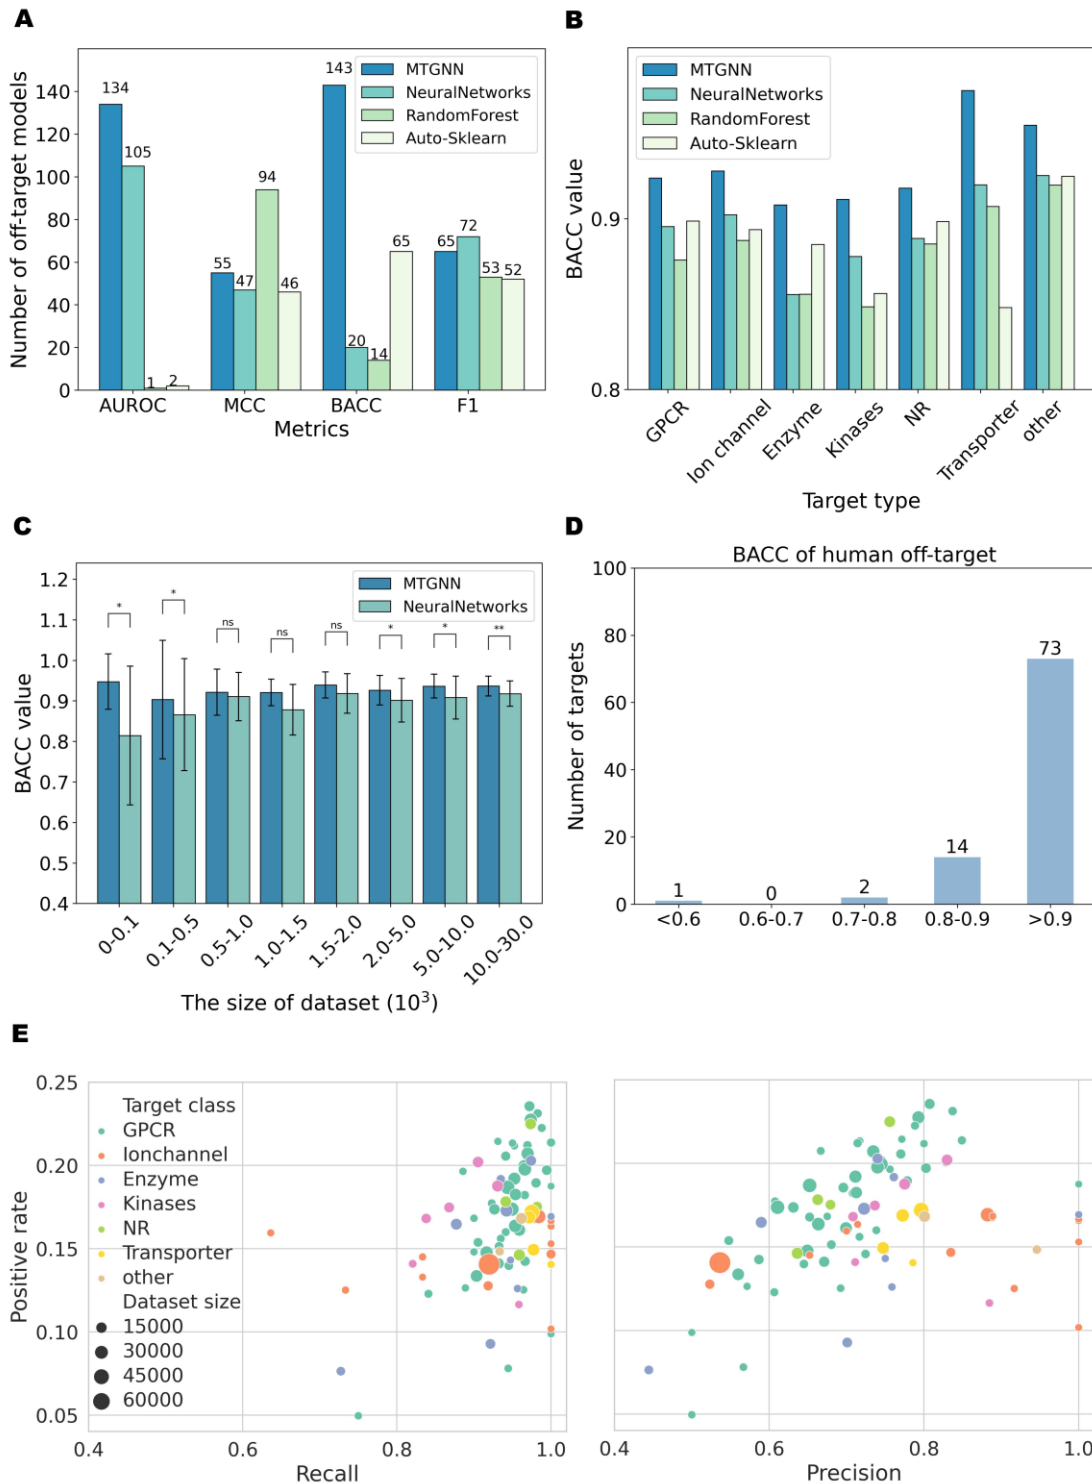 A
Number of off-target models
140
120
100
80
60
40
20
0
134
105
1
2
55
47
94
46
143
20
14
65
65
72
53
52
MTGNN
NeuralNetworks
RandomForest
Auto-Sklearn
AUROC
MCC
BACC
F1
Metrics
B
BACC value
0.9
0.8
MTGNN
NeuralNetworks
RandomForest
Auto-Sklearn
GPCR
Ion channel
Enzyme
Kinases
NR
Transporter
other
Target type
C
BACC value
1.2
1.1
1.0
0.9
0.8
0.7
0.6
0.5
0.4
MTGNN
NeuralNetworks
*
*
ns
ns
ns
*
*
**
0-0.1
0.1-0.5
0.5-1.0
1.0-1.5
1.5-2.0
2.0-5.0
5.0-10.0
10.0-30.0
The size of dataset (10³)
D
BACC of human off-target
Number of targets
100
80
60
40
20
0
1
0
2
14
73
<0.6
0.6-0.7
0.7-0.8
0.8-0.9
>0.9
E
Positive rate
0.25
0.20
0.15
0.10
0.05
Target class
GPCR
Ionchannel
Enzyme
Kinases
NR
Transporter
other
Dataset size
15000
30000
45000
60000
0.4
0.6
0.8
1.0
Recall
0.4
0.6
0.8
1.0
Precision